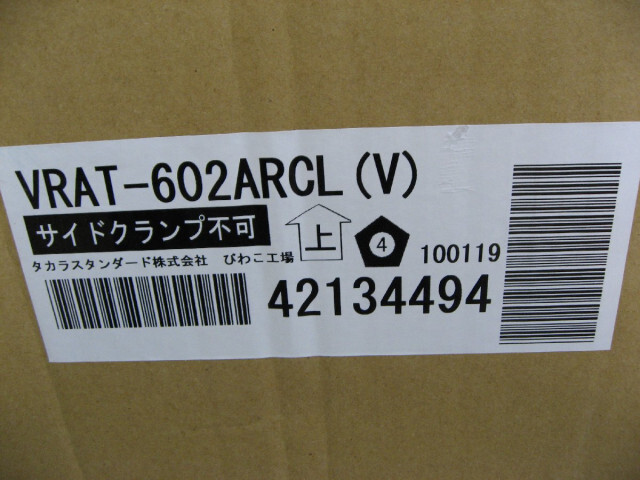 VRAT-602ARCL(V)
サイドクランプ不可
上
4
100119
タカラスタンダード株式会社 びわこ工場
42134494